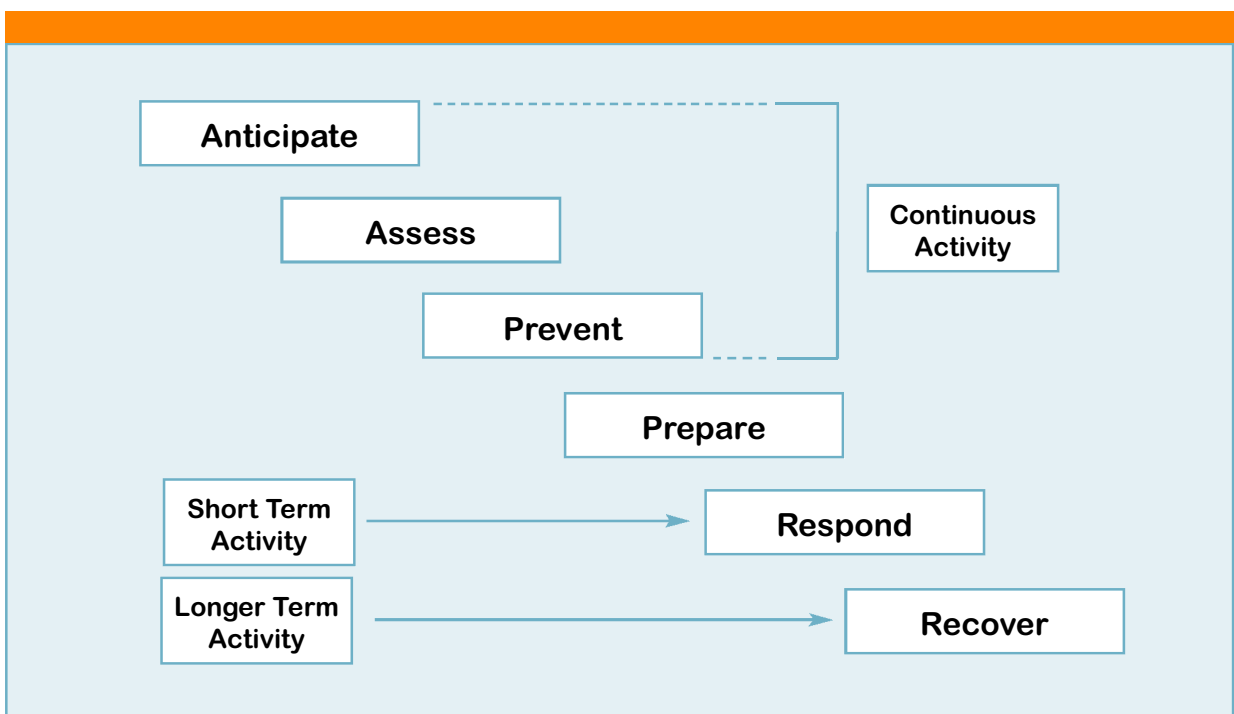 Anticipate
Assess
Continuous
Activity
Prevent
Prepare
Short Term
Activity
Respond
Longer Term
Activity
Recover